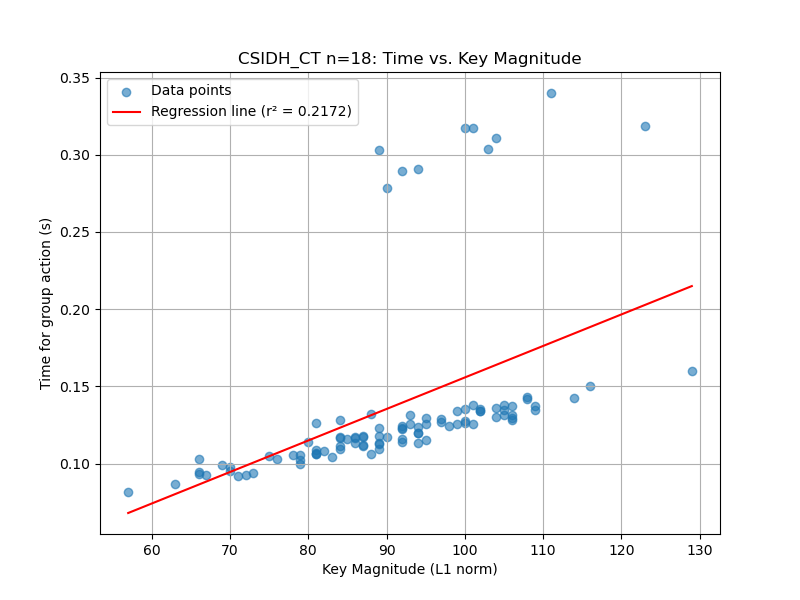 CSIDH_CT n=18: Time vs. Key Magnitude
Data points
Regression line (r² = 0.2172)
Time for group action (s)
0.35
0.30
0.25
0.20
0.15
0.10
60 70 80 90 100 110 120 130
Key Magnitude (L1 norm)